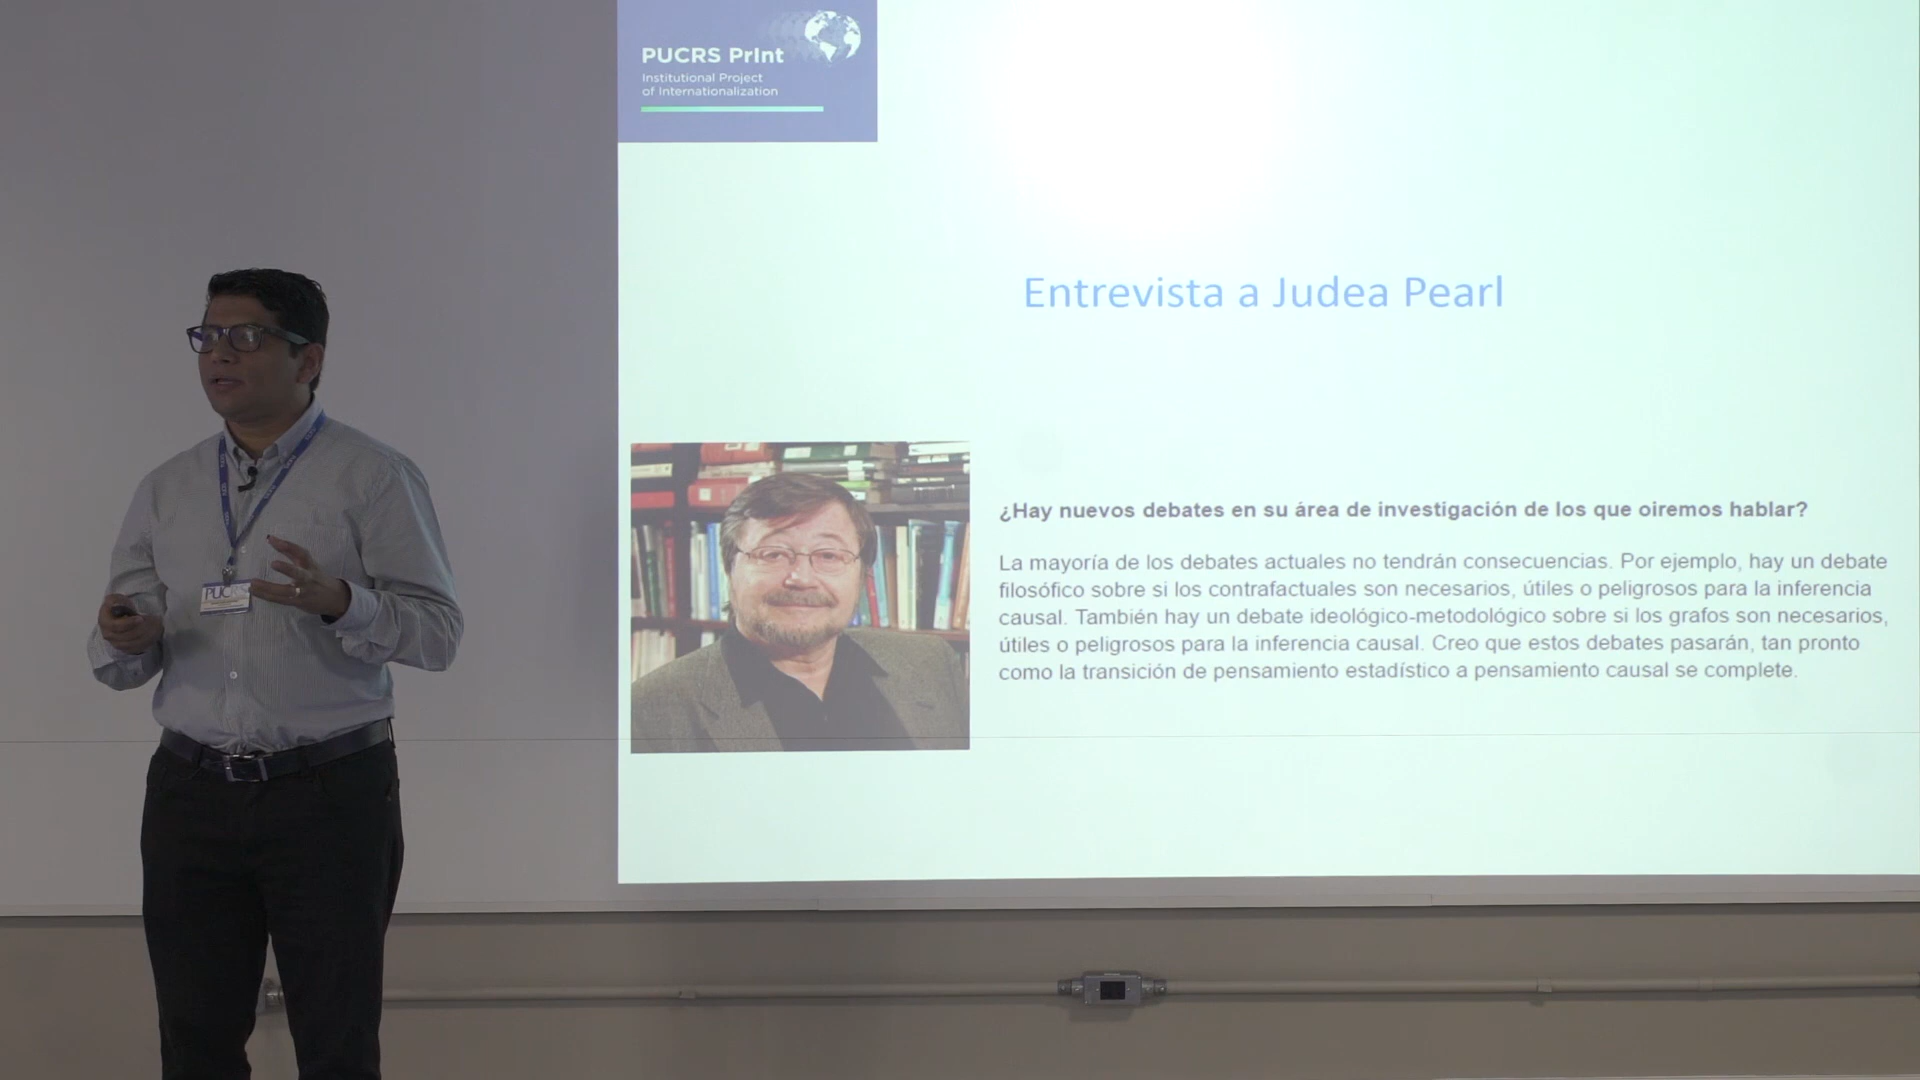 PUCRS PrInt
Institutional Project
of Internationalization
Entrevista a Judea Pearl
¿Hay nuevos debates en su área de investigación de los que oiremos hablar?
La mayoría de los debates actuales no tendrán consecuencias. Por ejemplo, hay un debate
filosófico sobre si los contrafactuales son necesarios, útiles o peligrosos para la inferencia
causal. También hay un debate ideológico-metodológico sobre si los grafos son necesarios,
útiles o peligrosos para la inferencia causal. Creo que estos debates pasarán, tan pronto
como la transición de pensamiento estadístico a pensamiento causal se complete.
PUCRS